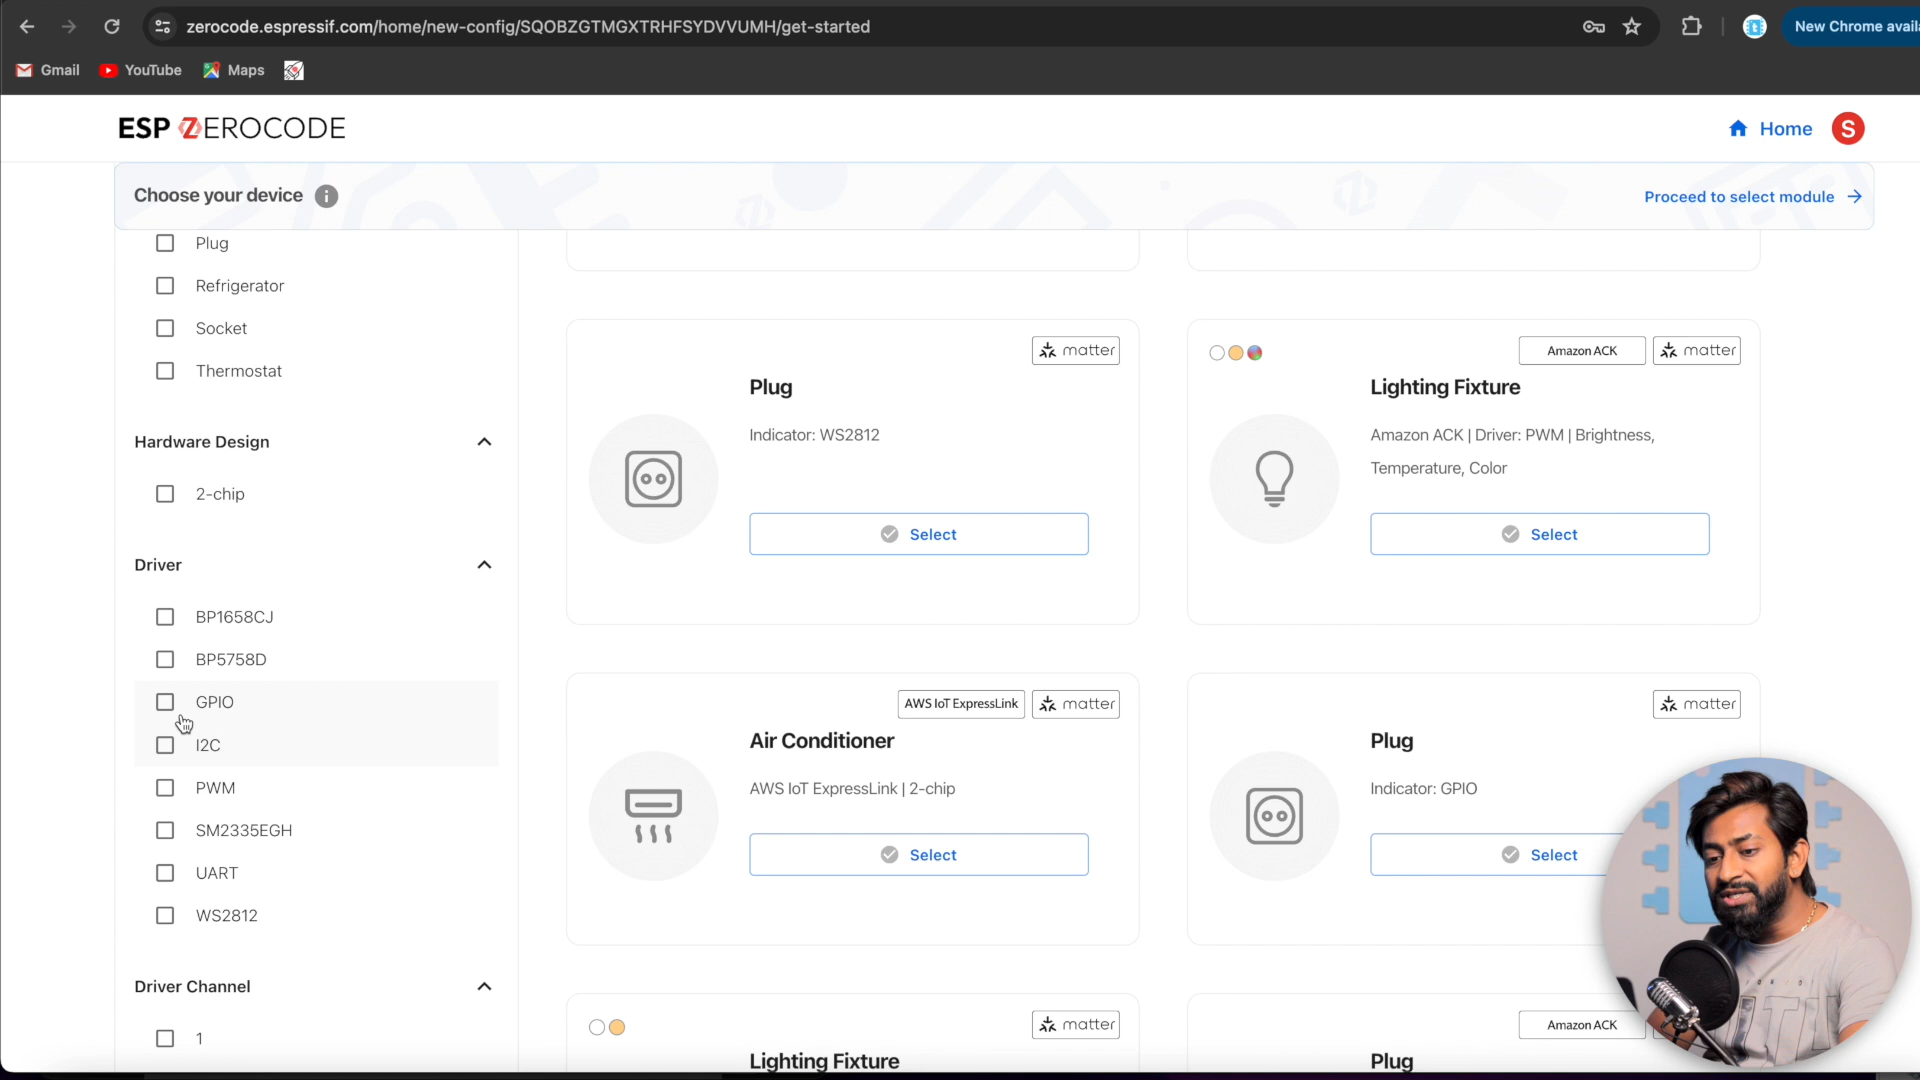 zerocode.espressif.com/home/new-config/SQOBZGTMGXTRHFSYDVVUMH/get-started
New Chrome avail
Gmail
YouTube
Maps
ESP ZEROCODE
Home
S
Choose your device
Proceed to select module
Plug
Refrigerator
Socket
Thermostat
Hardware Design
2-chip
Driver
BP1658CJ
BP5758D
GPIO
I2C
PWM
SM2335EGH
UART
WS2812
Driver Channel
1
matter
Plug
Indicator: WS2812
Select
Amazon ACK
matter
Lighting Fixture
Amazon ACK | Driver: PWM | Brightness,
Temperature, Color
Select
AWS IoT ExpressLink
matter
Air Conditioner
AWS IoT ExpressLink | 2-chip
Select
matter
Plug
Indicator: GPIO
Select
matter
Lighting Fixture
Amazon ACK
Plug